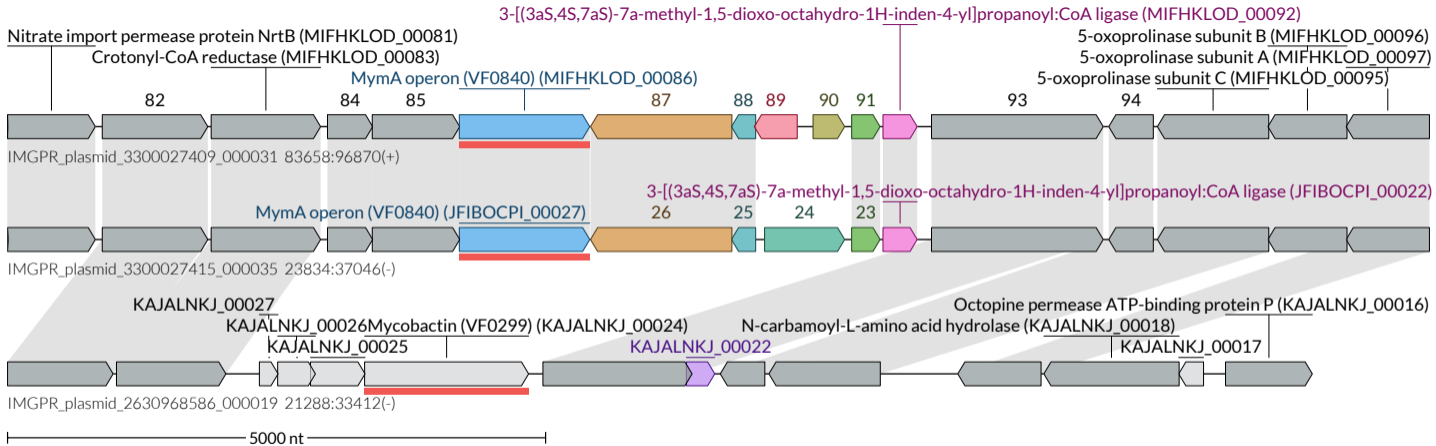 3-[(3aS,4S,7aS)-7a-methyl-1,5-dioxo-octahydro-1H-inden-4-yl]propanoyl:CoA ligase (MIFHKLOD_00092)
Nitrate import permease protein NrtB (MIFHKLOD_00081)
5-oxoprolinase subunit B (MIFHKLOD_00096)
Crotonyl-CoA reductase (MIFHKLOD_00083)
5-oxoprolinase subunit A (MIFHKLOD_00097)
MymA operon (VF0840) (MIFHKLOD_00086)
5-oxoprolinase subunit C (MIFHKLOD_00095)
82 84 85 87 88 89 90 91 93 94
IMGPR_plasmid_3300027409_000031 83658:96870(+)
3-[(3aS,4S,7aS)-7a-methyl-1,5-dioxo-octahydro-1H-inden-4-yl]propanoyl:CoA ligase (JFIBOCPI_00022)
MymA operon (VF0840) (JFIBOCPI_00027) 26 25 24 23
IMGPR_plasmid_3300027415_000035 23834:37046(-)
KAJALNKJ_00027 Octopine permease ATP-binding protein P (KAJALNKJ_00016)
KAJALNKJ_00026 Mycobactin (VF0299) (KAJALNKJ_00024) N-carbamoyl-L-amino acid hydrolase (KAJALNKJ_00018)
KAJALNKJ_00025 KAJALNKJ_00022 KAJALNKJ_00017
IMGPR_plasmid_2630968586_000019 21288:33412(-)
5000 nt